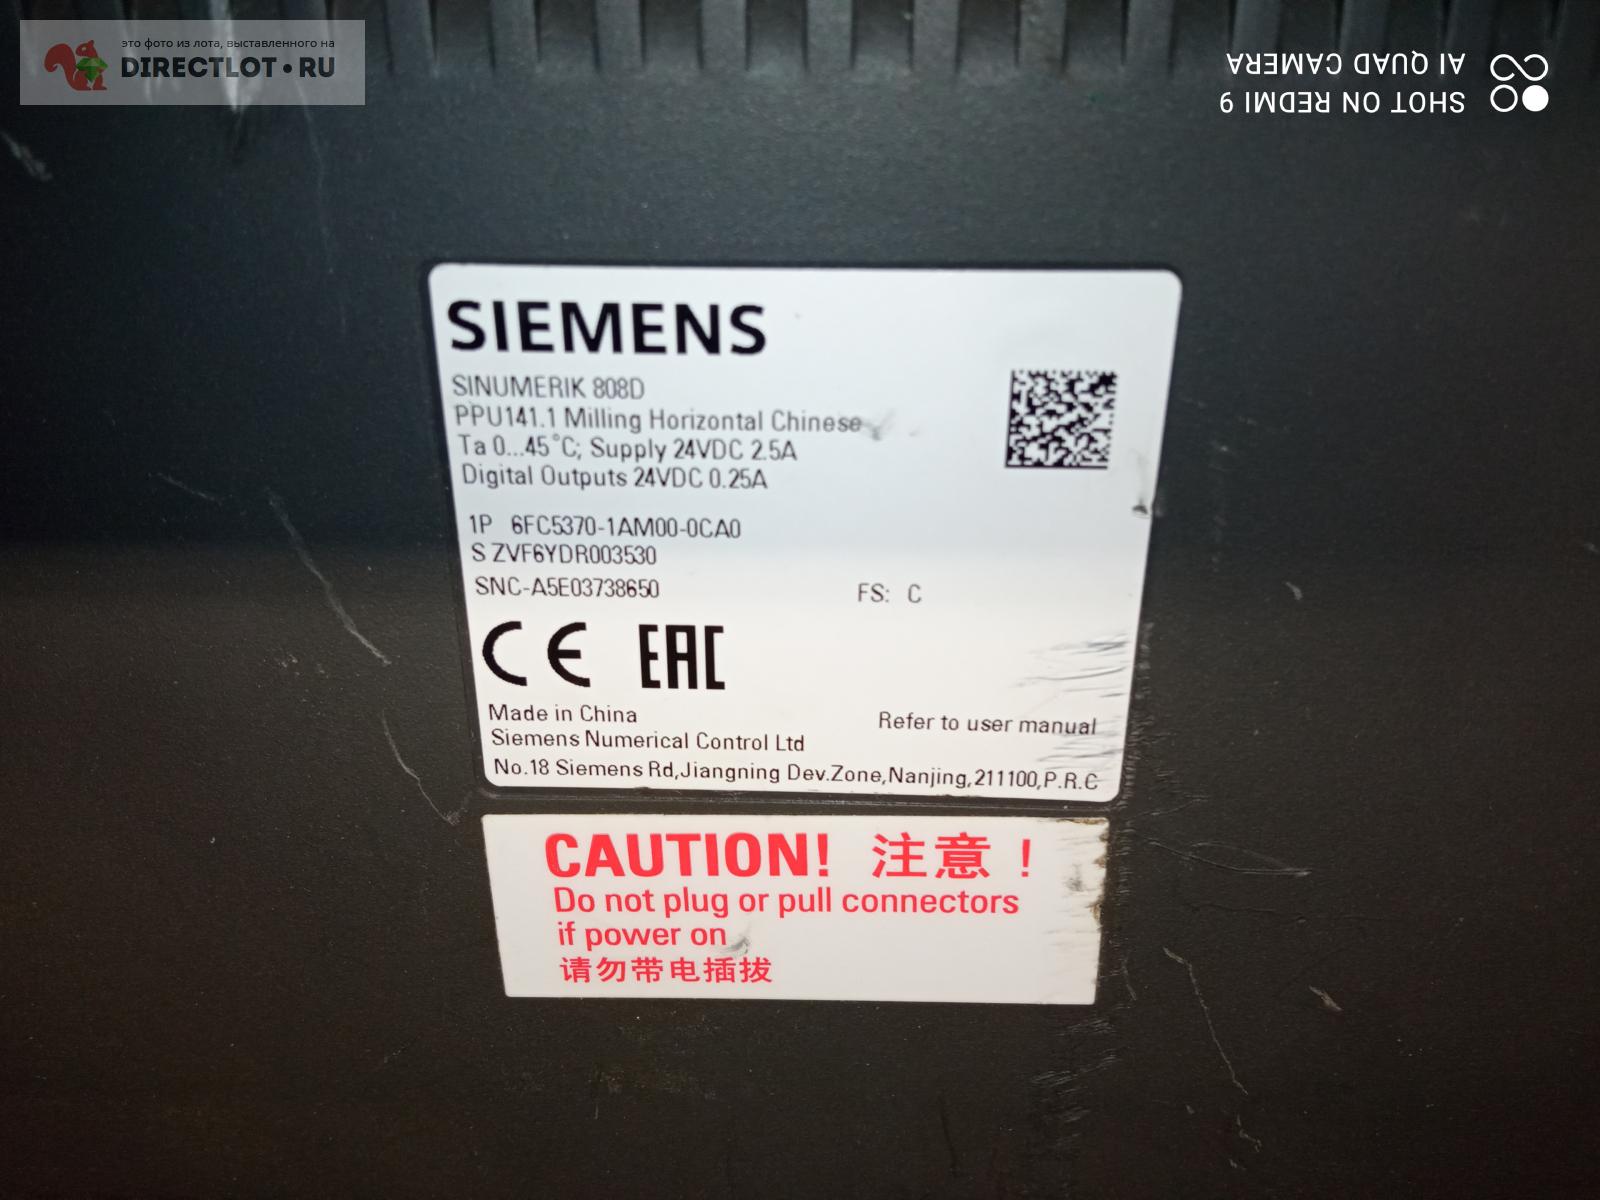 это фото из лота, выставленного на
DIRECTLOT•RU
SHOT ON REDMI 9
AI QUAD CAMERA
SIEMENS
SINUMERIK 808D
PPU141.1 Milling Horizontal Chinese
Ta 0...45°C; Supply 24VDC 2.5A
Digital Outputs 24VDC 0.25A
1P 6FC5370-1AM00-0CA0
S ZVF6YDR003530
SNC-A5E03738650 FS: C
CE EAC
Made in China
Refer to user manual
Siemens Numerical Control Ltd
No.18 Siemens Rd,Jiangning Dev.Zone,Nanjing,211100,P.R.C
CAUTION! 注意！
Do not plug or pull connectors
if power on
请勿带电插拔